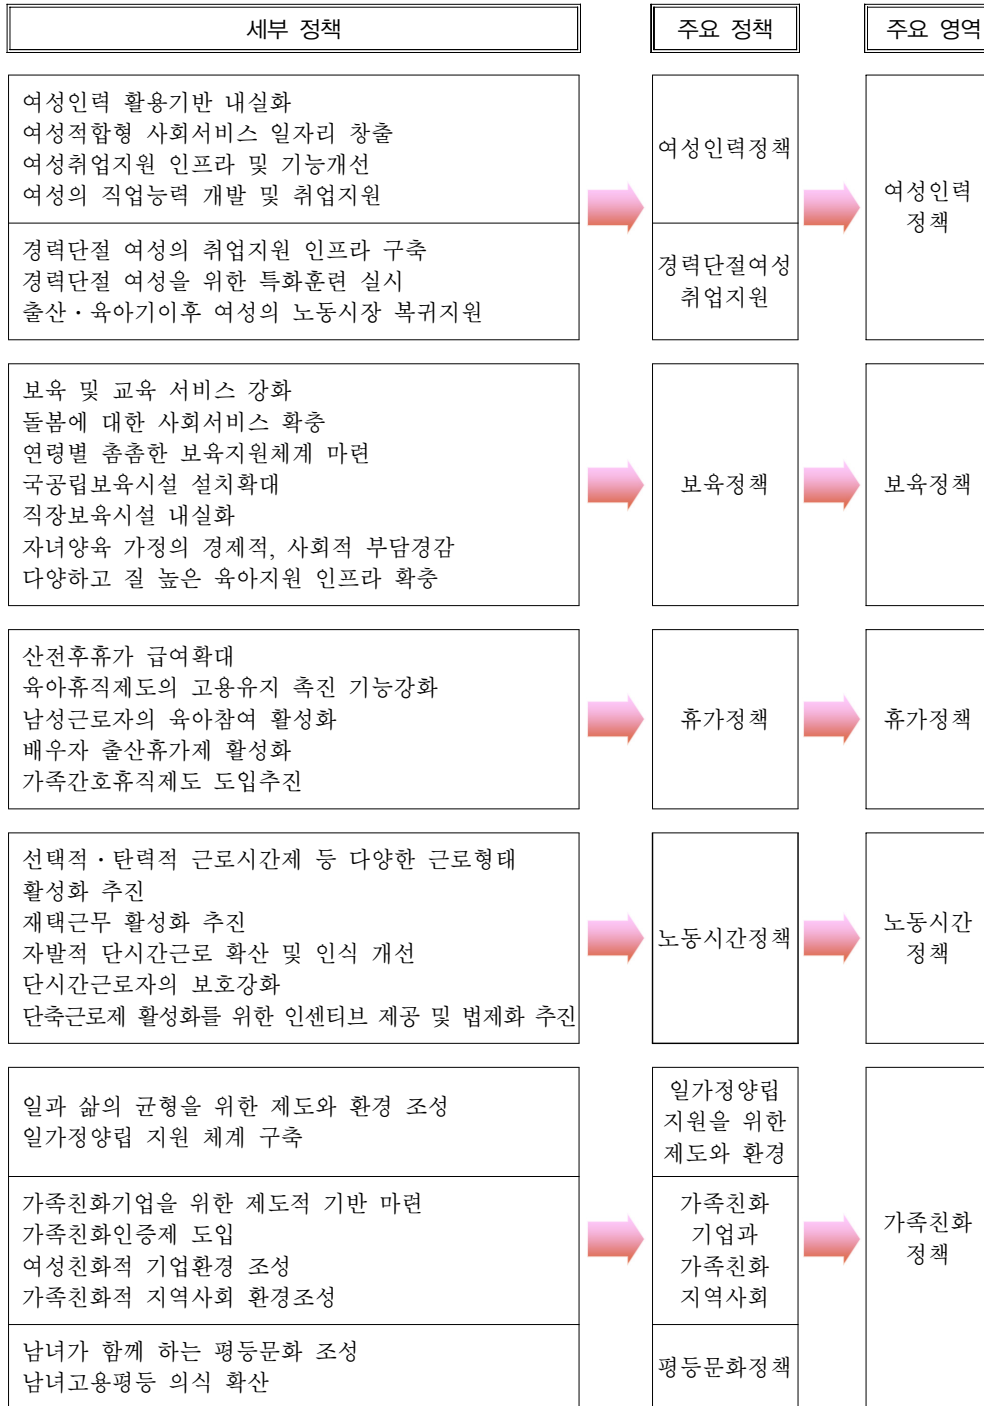 세부 정책
주요 정책
주요 영역
여성인력 활용기반 내실화
여성적합형 사회서비스 일자리 창출
여성취업지원 인프라 및 기능개선
여성의 직업능력 개발 및 취업지원
여성인력정책
경력단절 여성의 취업지원 인프라 구축
경력단절 여성을 위한 특화훈련 실시
출산・육아기이후 여성의 노동시장 복귀지원
경력단절여성
취업지원
여성인력
정책
보육 및 교육 서비스 강화
돌봄에 대한 사회서비스 확충
연령별 촘촘한 보육지원체계 마련
국공립보육시설 설치확대
직장보육시설 내실화
자녀양육 가정의 경제적, 사회적 부담경감
다양하고 질 높은 육아지원 인프라 확충
보육정책
보육정책
산전후휴가 급여확대
육아휴직제도의 고용유지 촉진 기능강화
남성근로자의 육아참여 활성화
배우자 출산휴가제 활성화
가족간호휴직제도 도입추진
휴가정책
휴가정책
선택적・탄력적 근로시간제 등 다양한 근로형태
활성화 추진
재택근무 활성화 추진
자발적 단시간근로 확산 및 인식 개선
단시간근로자의 보호강화
단축근로제 활성화를 위한 인센티브 제공 및 법제화 추진
노동시간정책
노동시간
정책
일과 삶의 균형을 위한 제도와 환경 조성
일가정양립 지원 체계 구축
일가정양립
지원을 위한
제도와 환경
가족친화기업을 위한 제도적 기반 마련
가족친화인증제 도입
여성친화적 기업환경 조성
가족친화적 지역사회 환경조성
가족친화
기업과
가족친화
지역사회
남녀가 함께 하는 평등문화 조성
남녀고용평등 의식 확산
평등문화정책
가족친화
정책